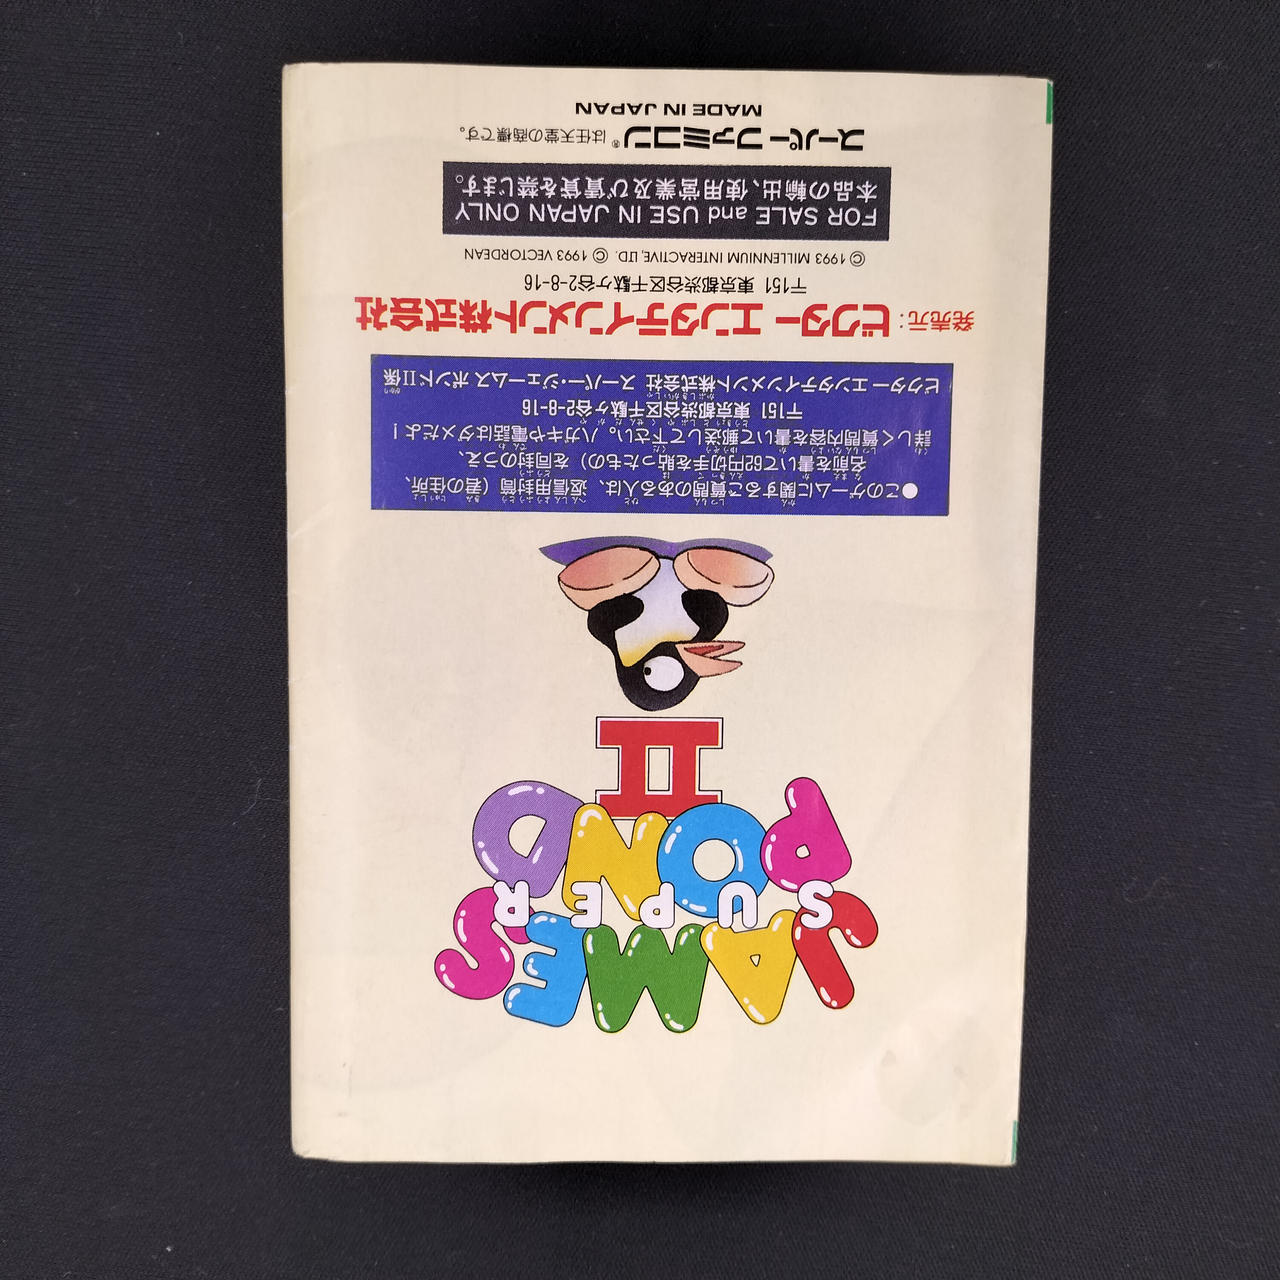 JAMES
SUPER
POND
II
●このゲームに関するご質問のある人は、返信用封筒(君の住所、
名前を書いて62円切手を貼ったもの)を同封のうえ、
詳しく質問内容を書いて郵送して下さい。ハガキや電話はダメだよ!
〒151 東京都渋谷区千駄ケ谷2-8-16
ビクター エンタテインメント株式会社 スーパー・ジェームス ポンドII係
発売元:ビクター エンタテインメント株式会社
〒151 東京都渋谷区千駄ケ谷2-8-16
© 1993 MILLENNIUM INTERACTIVE, LTD. © 1993 VECTORDEAN
FOR SALE and USE IN JAPAN ONLY
本品の輸出、使用営業及び賃貸を禁じます。
スーパーファミコン®は任天堂の商標です。
MADE IN JAPAN